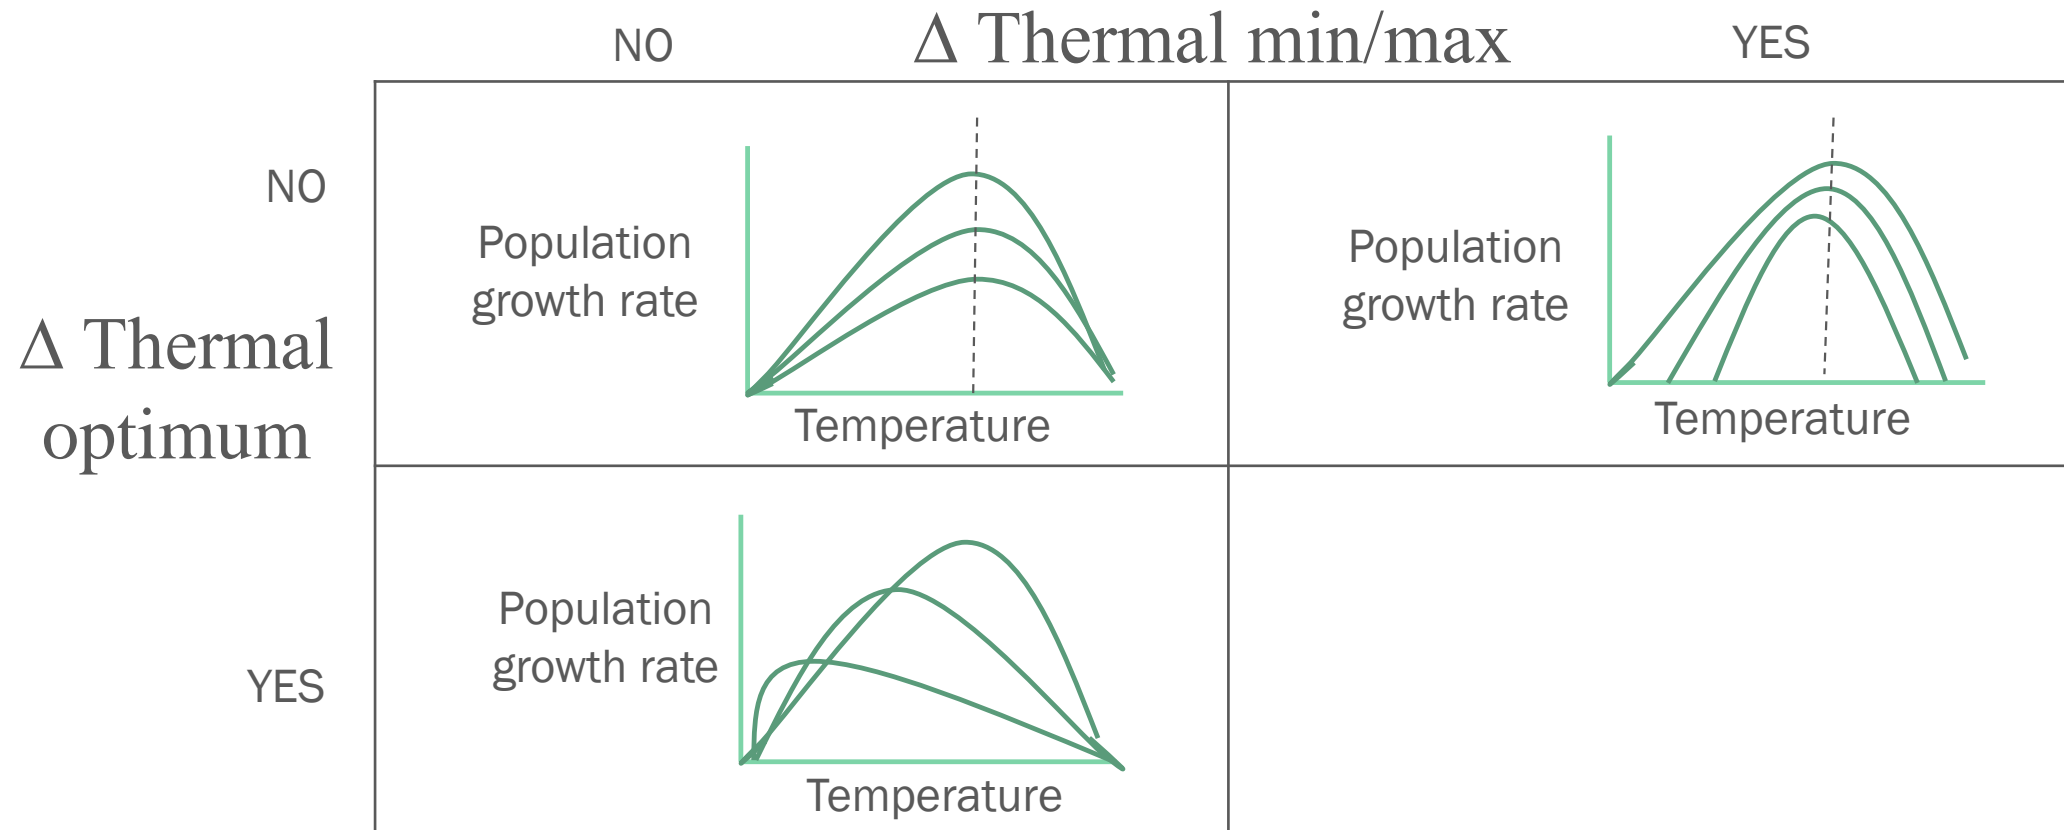 NO
Δ Thermal min/max
YES
NO
Population
growth rate
Temperature
Population
growth rate
Temperature
Δ Thermal
optimum
YES
Population
growth rate
Temperature